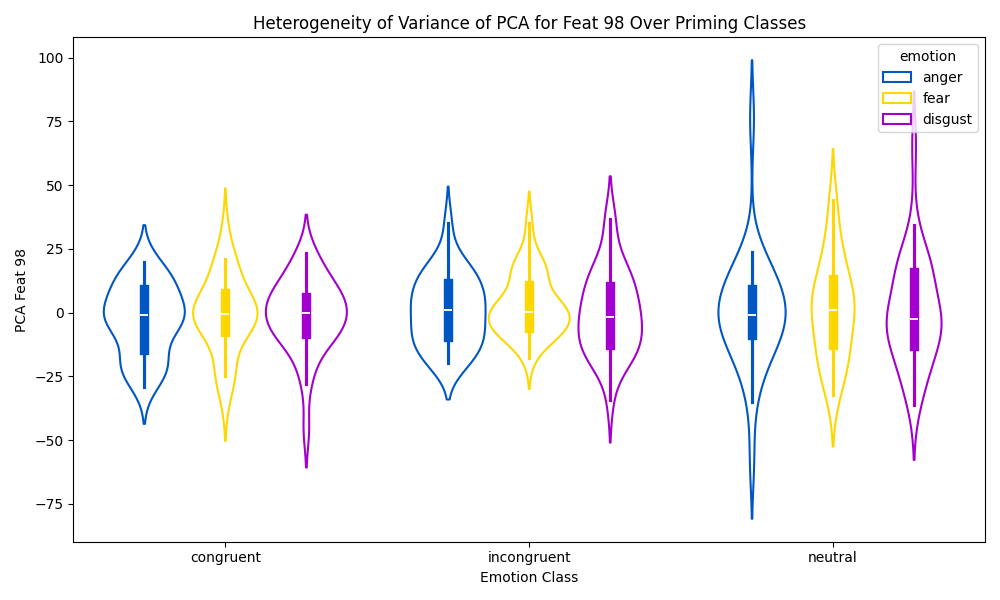 Heterogeneity of Variance of PCA for Feat 98 Over Priming Classes
PCA Feat 98
100
75
50
25
0
−25
−50
−75
emotion
anger
fear
disgust
congruent
incongruent
neutral
Emotion Class